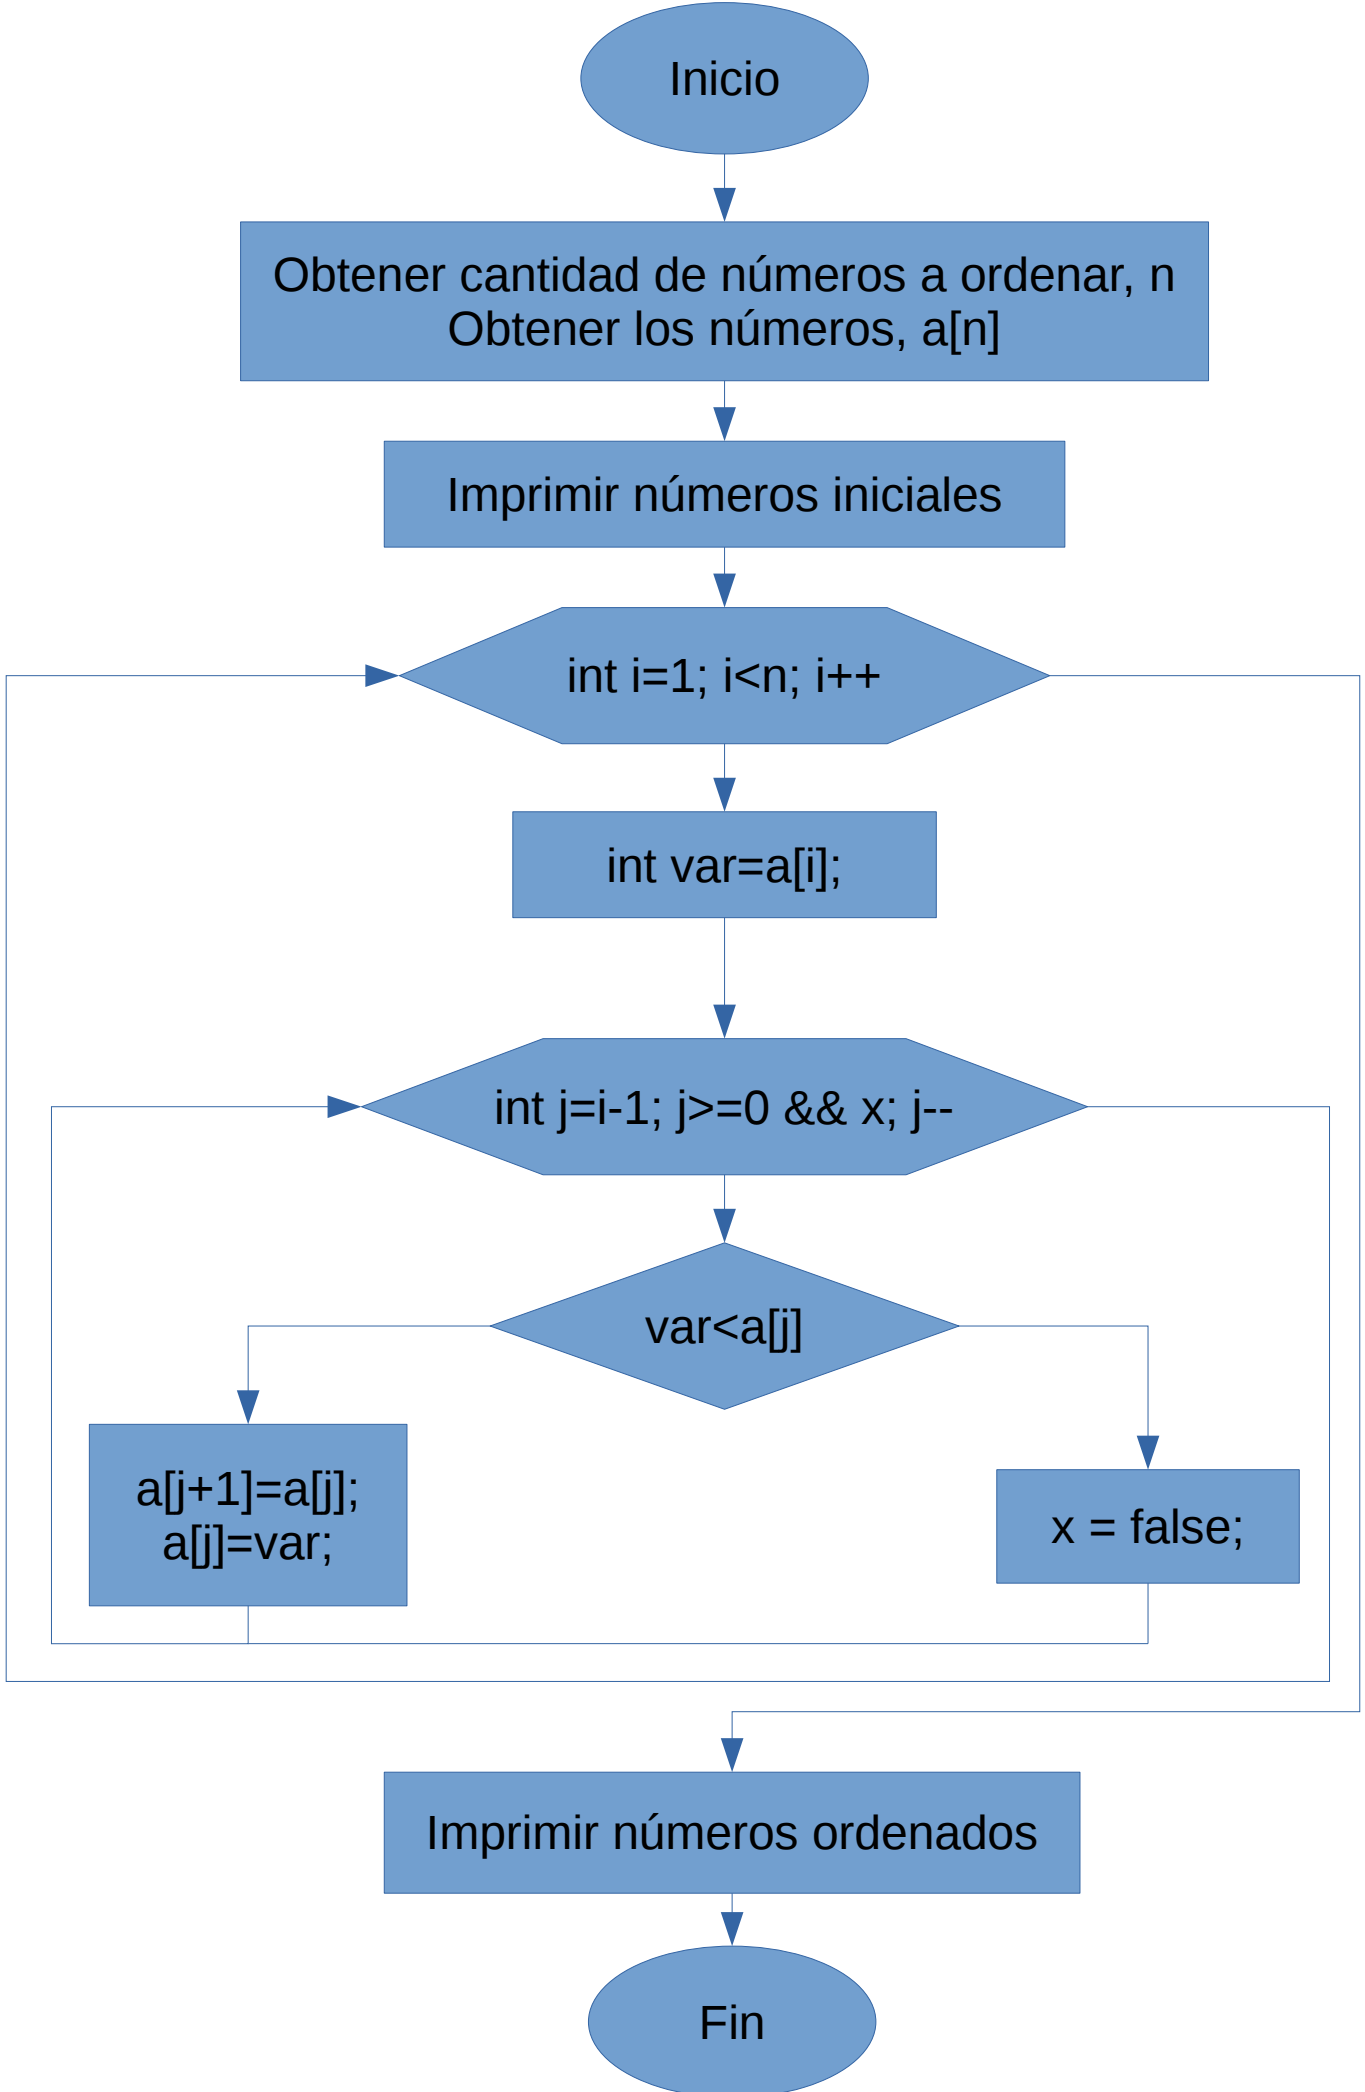 Inicio
Obtener cantidad de números a ordenar, n
Obtener los números, a[n]
Imprimir números iniciales
int i=1; i<n; i++
int var=a[i];
int j=i-1; j>=0 && x; j--
var<a[j]
a[j+1]=a[j];
a[j]=var;
x = false;
Imprimir números ordenados
Fin